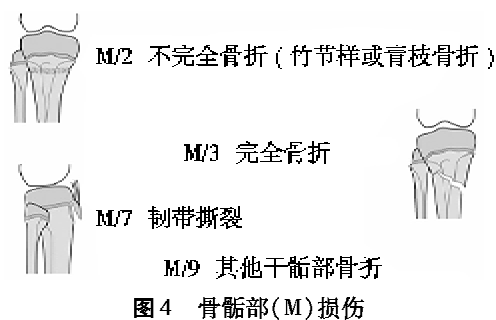 M/2 不完全骨折(竹节样或青枝骨折)
M/3 完全骨折
M/7 韧带撕裂
M/9 其他干骺部骨折
图4 骨骺部(M)损伤